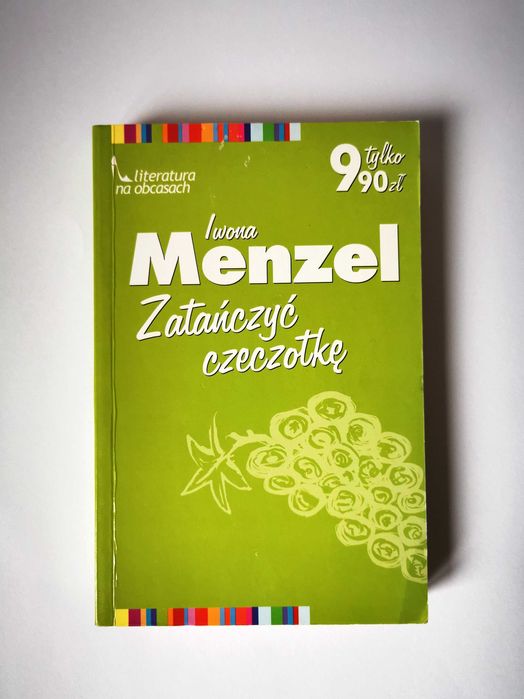 literatura
na obcasach
tylko
9 90 zł
Iwona
Menzel
Zatańczyć
czeczotkę